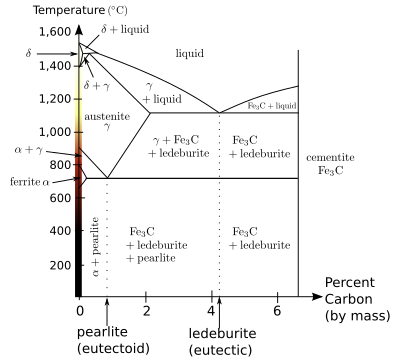 Temperature (°C)
δ + liquid
1,600
liquid
δ
1,400
δ + γ
γ
+ liquid
1,200
Fe₃C + liquid
austenite
γ
1,000
γ + Fe₃C
+ ledeburite
Fe₃C
+ ledeburite
α + γ
cementite
Fe₃C
800
ferrite α
600
α + pearlite
Fe₃C
+ ledeburite
+ pearlite
Fe₃C
+ ledeburite
400
200
0
2
4
6
Percent
Carbon
(by mass)
pearlite
(eutectoid)
ledeburite
(eutectic)